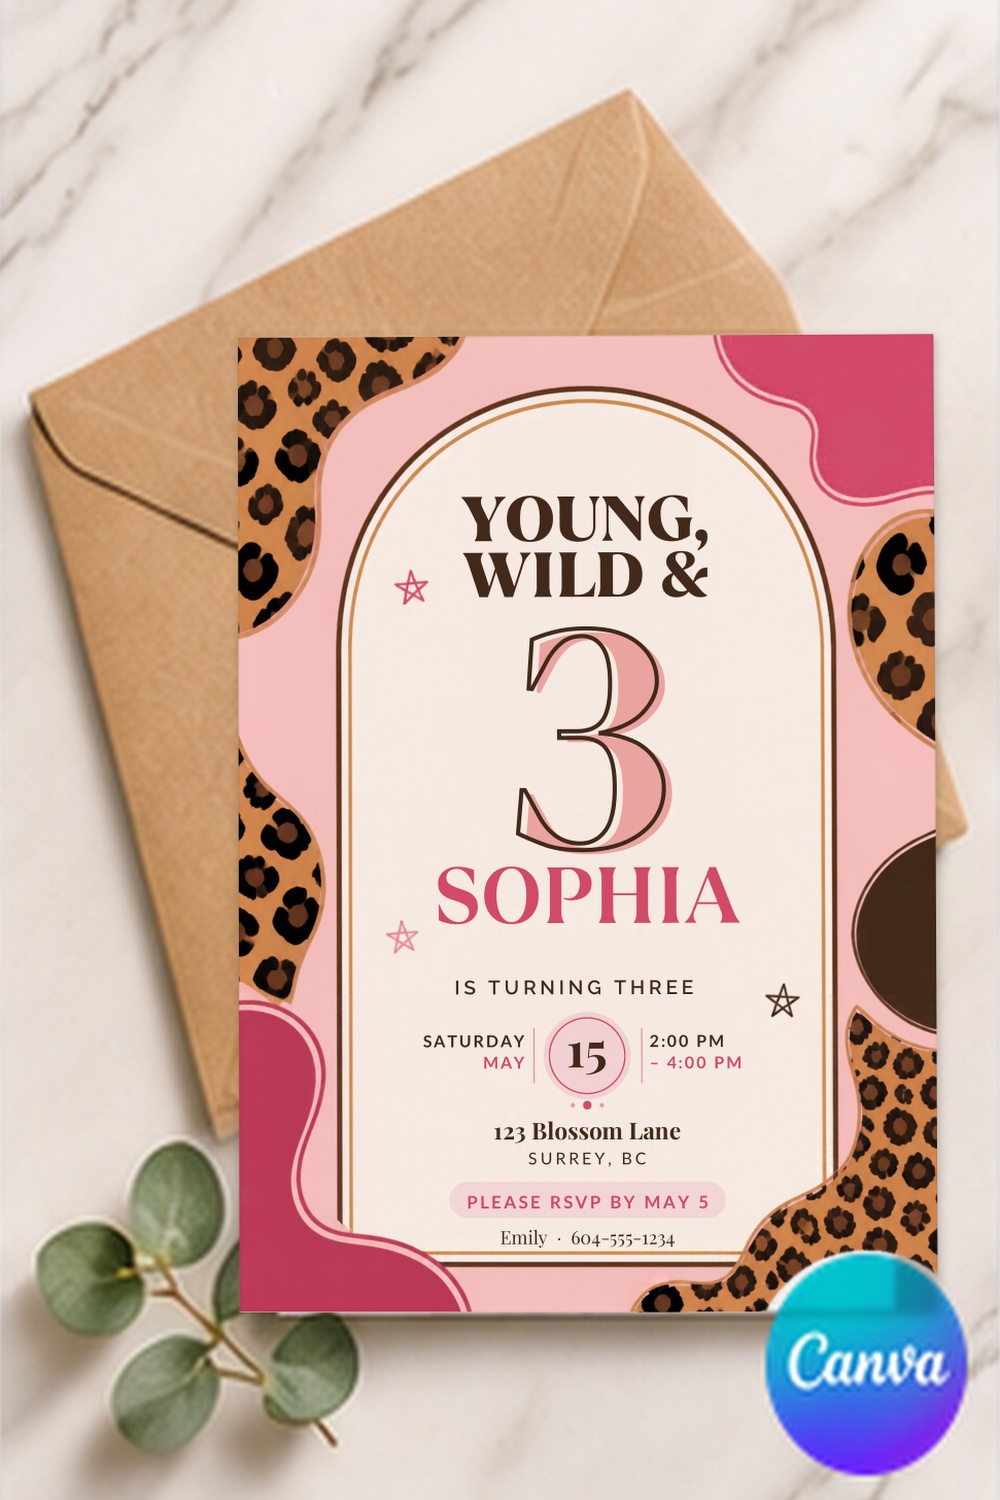 YOUNG,
WILD &
3
SOPHIA
IS TURNING THREE
SATURDAY
MAY
15
2:00 PM
– 4:00 PM
123 Blossom Lane
SURREY, BC
PLEASE RSVP BY MAY 5
Emily · 604-555-1234
Canva